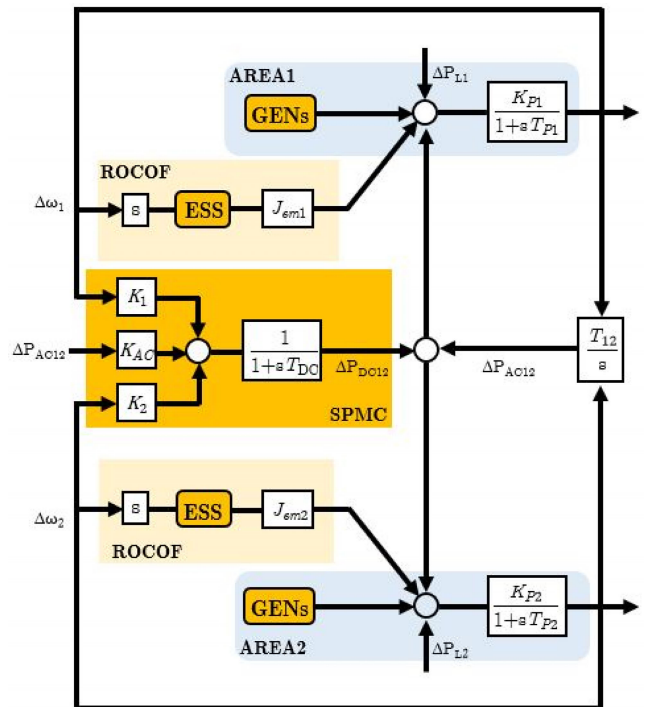 AREA1
ΔP_L1
GENs
K_P1
1+sT_P1
ROCOF
Δω_1
s
ESS
J_em1
K_1
ΔP_AC12
K_AC
1
1+sT_DC
ΔP_DC12
ΔP_AC12
T_12
s
K_2
SPMC
Δω_2
s
ESS
J_em2
ROCOF
GENs
K_P2
1+sT_P2
AREA2
ΔP_L2